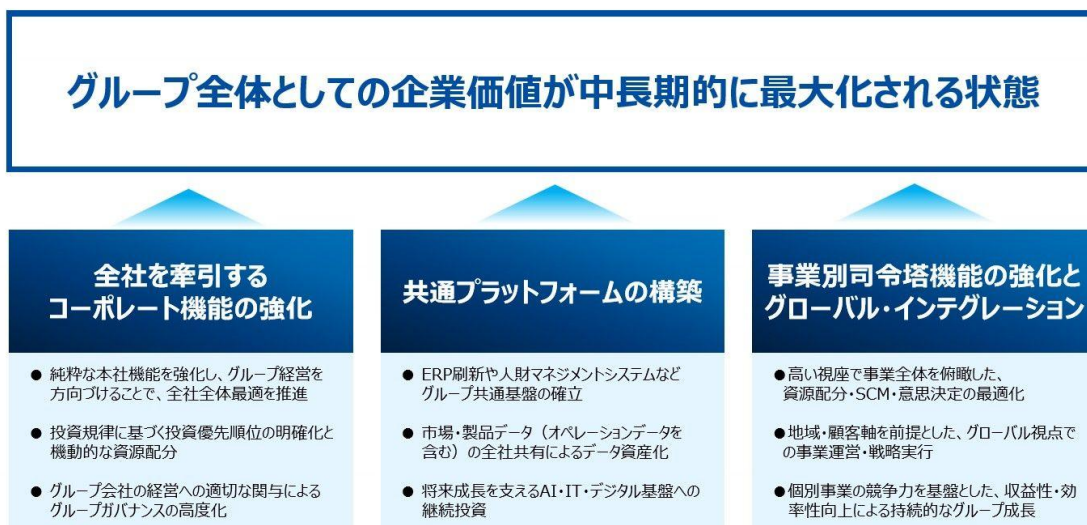 グループ全体としての企業価値が中長期的に最大化される状態
全社を牽引する
コーポレート機能の強化
● 純粋な本社機能を強化し、グループ経営を
方向づけることで、全社全体最適を推進
● 投資規律に基づく投資優先順位の明確化と
機動的な資源配分
● グループ会社の経営への適切な関与による
グループガバナンスの高度化
共通プラットフォームの構築
● ERP刷新や人財マネジメントシステムなど
グループ共通基盤の確立
● 市場・製品データ（オペレーションデータを
含む）の全社共有によるデータ資産化
● 将来成長を支えるAI・IT・デジタル基盤への
継続投資
事業別司令塔機能の強化と
グローバル・インテグレーション
●高い視座で事業全体を俯瞰した、
資源配分・SCM・意思決定の最適化
●地域・顧客軸を前提とした、グローバル視点で
の事業運営・戦略実行
●個別事業の競争力を基盤とした、収益性・効
率性向上による持続的なグループ成長